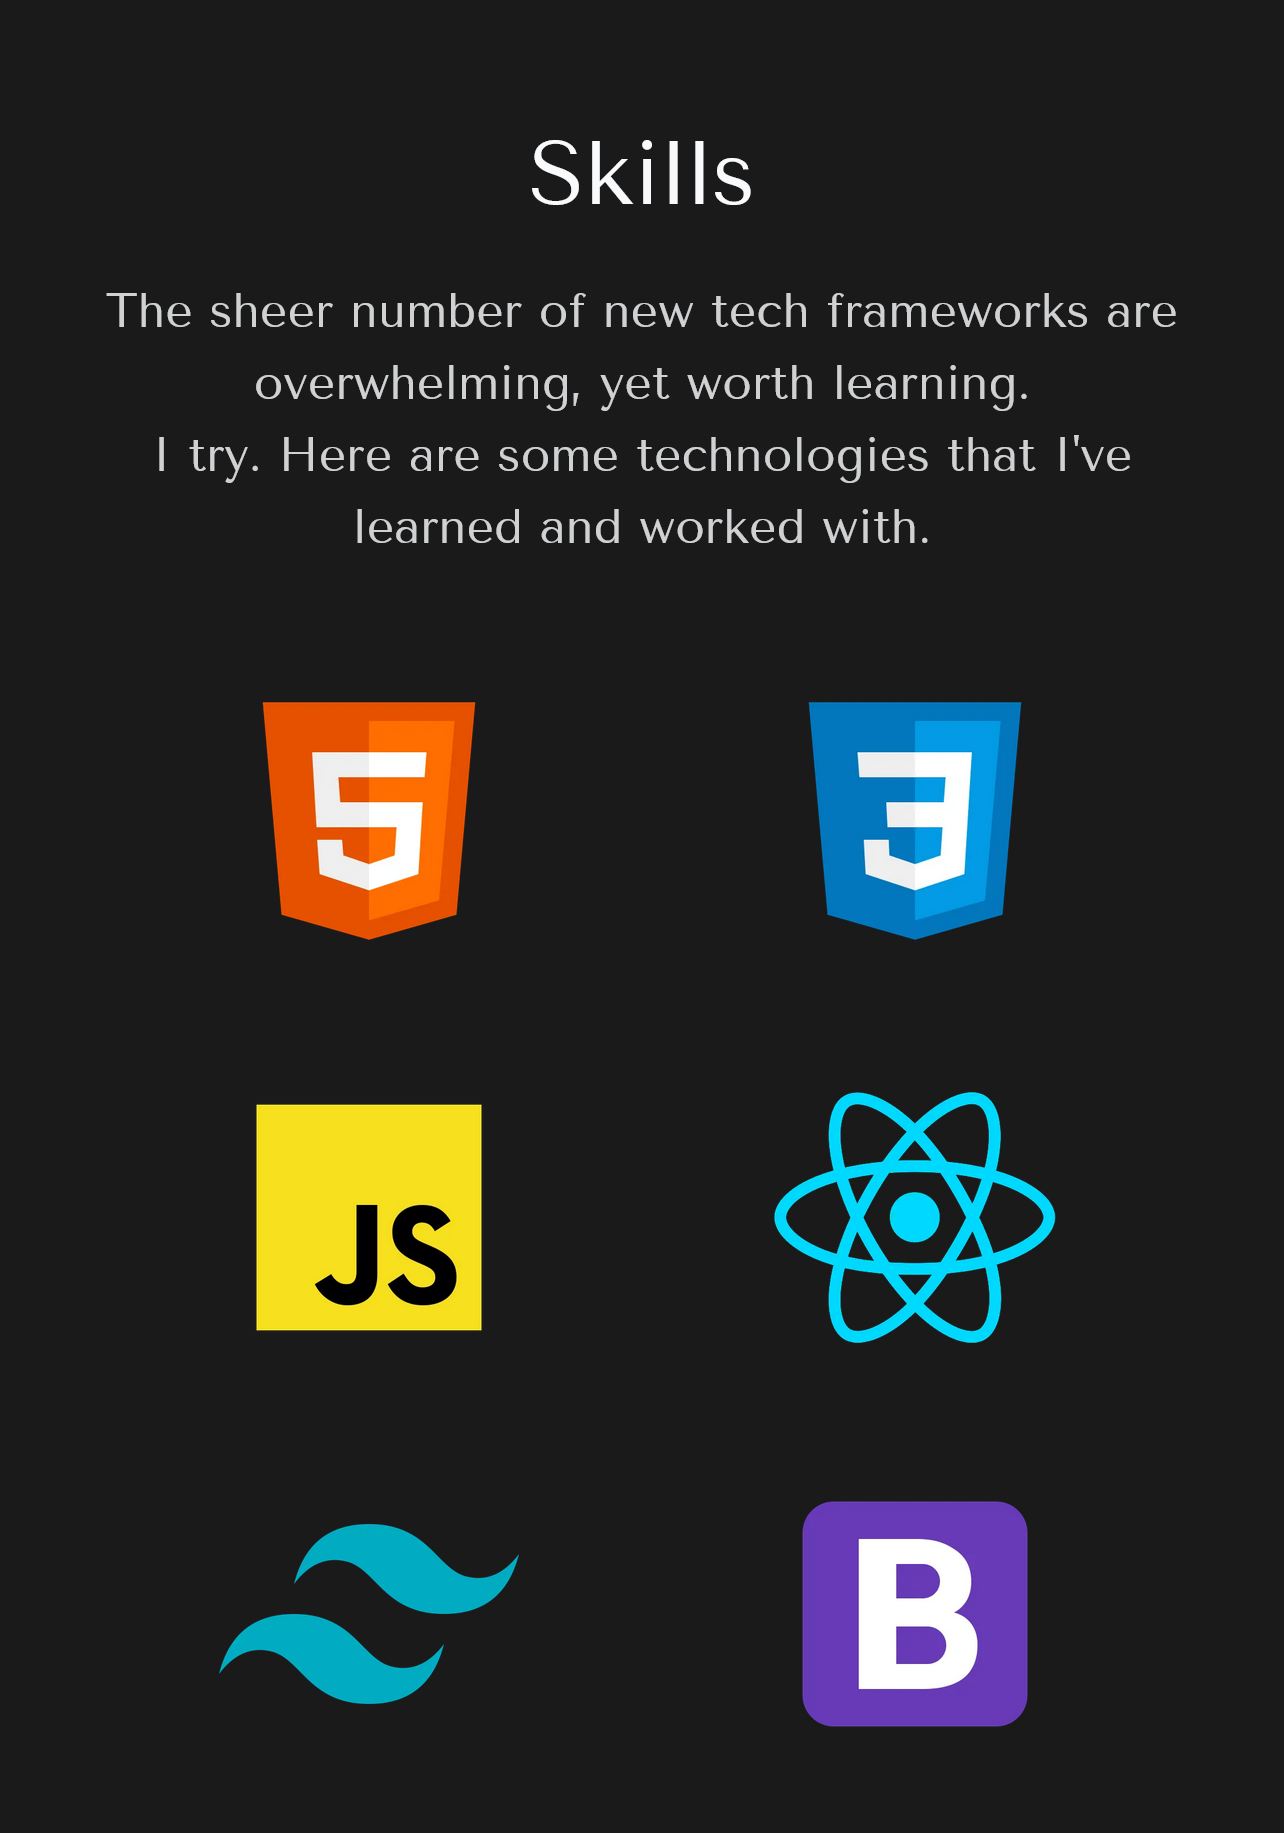 Skills
The sheer number of new tech frameworks are
overwhelming, yet worth learning.
I try. Here are some technologies that I've
learned and worked with.
5 3
JS
B